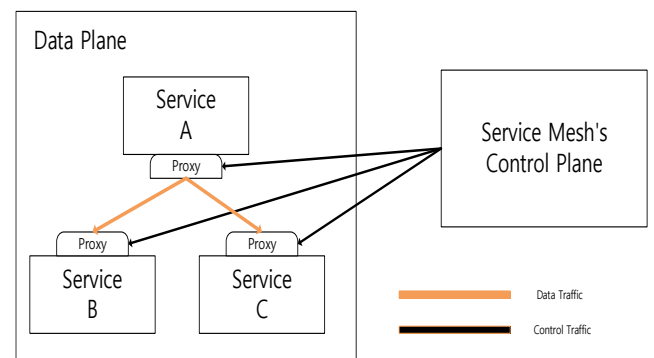 Data Plane
Service
A
Proxy
Service Mesh's
Control Plane
Proxy
Service
B
Proxy
Service
C
Data Traffic
Control Traffic